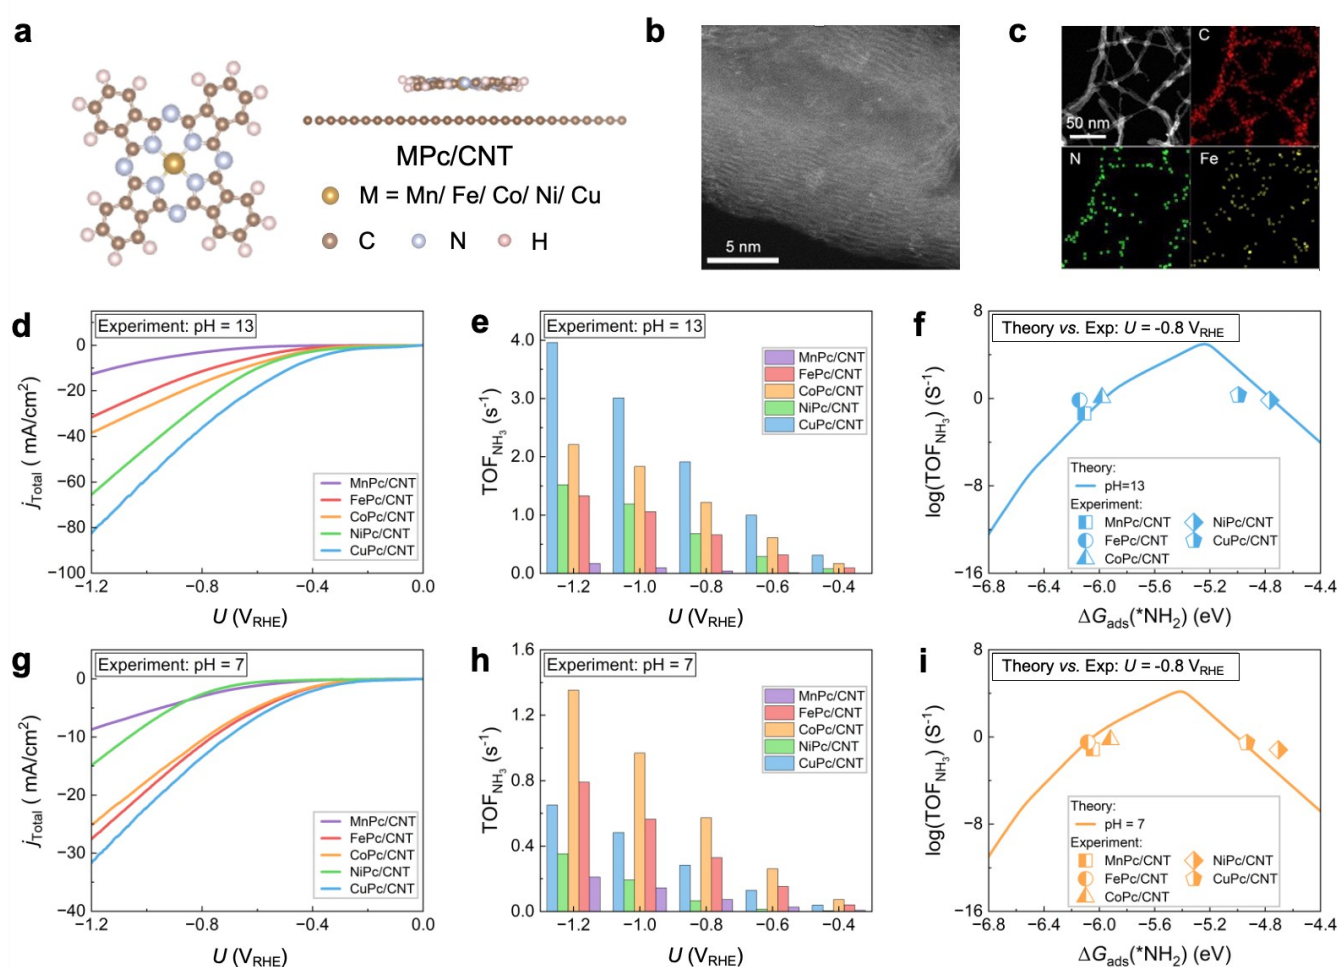 a
MPc/CNT
M = Mn/ Fe/ Co/ Ni/ Cu
C N H
b
5 nm
c
C
50 nm
N
Fe
d
Experiment: pH = 13
0
−20
−40
−60
−80
−100
j_Total ( mA/cm²)
MnPc/CNT
FePc/CNT
CoPc/CNT
NiPc/CNT
CuPc/CNT
−1.2 −0.8 −0.4 0.0
U (V_RHE)
e
Experiment: pH = 13
4.0
3.0
2.0
1.0
0.0
TOF_NH₃ (s⁻¹)
MnPc/CNT
FePc/CNT
CoPc/CNT
NiPc/CNT
CuPc/CNT
−1.2 −1.0 −0.8 −0.6 −0.4
U (V_RHE)
f
Theory vs. Exp: U = -0.8 V_RHE
8
0
−8
−16
log(TOF_NH₃) (S⁻¹)
Theory:
pH=13
Experiment:
MnPc/CNT NiPc/CNT
FePc/CNT CuPc/CNT
CoPc/CNT
−6.8 −6.4 −6.0 −5.6 −5.2 −4.8 −4.4
ΔG_ads(*NH₂) (eV)
g
Experiment: pH = 7
0
−10
−20
−30
−40
j_Total ( mA/cm²)
MnPc/CNT
FePc/CNT
CoPc/CNT
NiPc/CNT
CuPc/CNT
−1.2 −0.8 −0.4 0.0
U (V_RHE)
h
Experiment: pH = 7
1.6
1.2
0.8
0.4
0.0
TOF_NH₃ (s⁻¹)
MnPc/CNT
FePc/CNT
CoPc/CNT
NiPc/CNT
CuPc/CNT
−1.2 −1.0 −0.8 −0.6 −0.4
U (V_RHE)
i
Theory vs. Exp: U = -0.8 V_RHE
8
0
−8
−16
log(TOF_NH₃) (S⁻¹)
Theory:
pH = 7
Experiment:
MnPc/CNT NiPc/CNT
FePc/CNT CuPc/CNT
CoPc/CNT
−6.8 −6.4 −6.0 −5.6 −5.2 −4.8 −4.4
ΔG_ads(*NH₂) (eV)